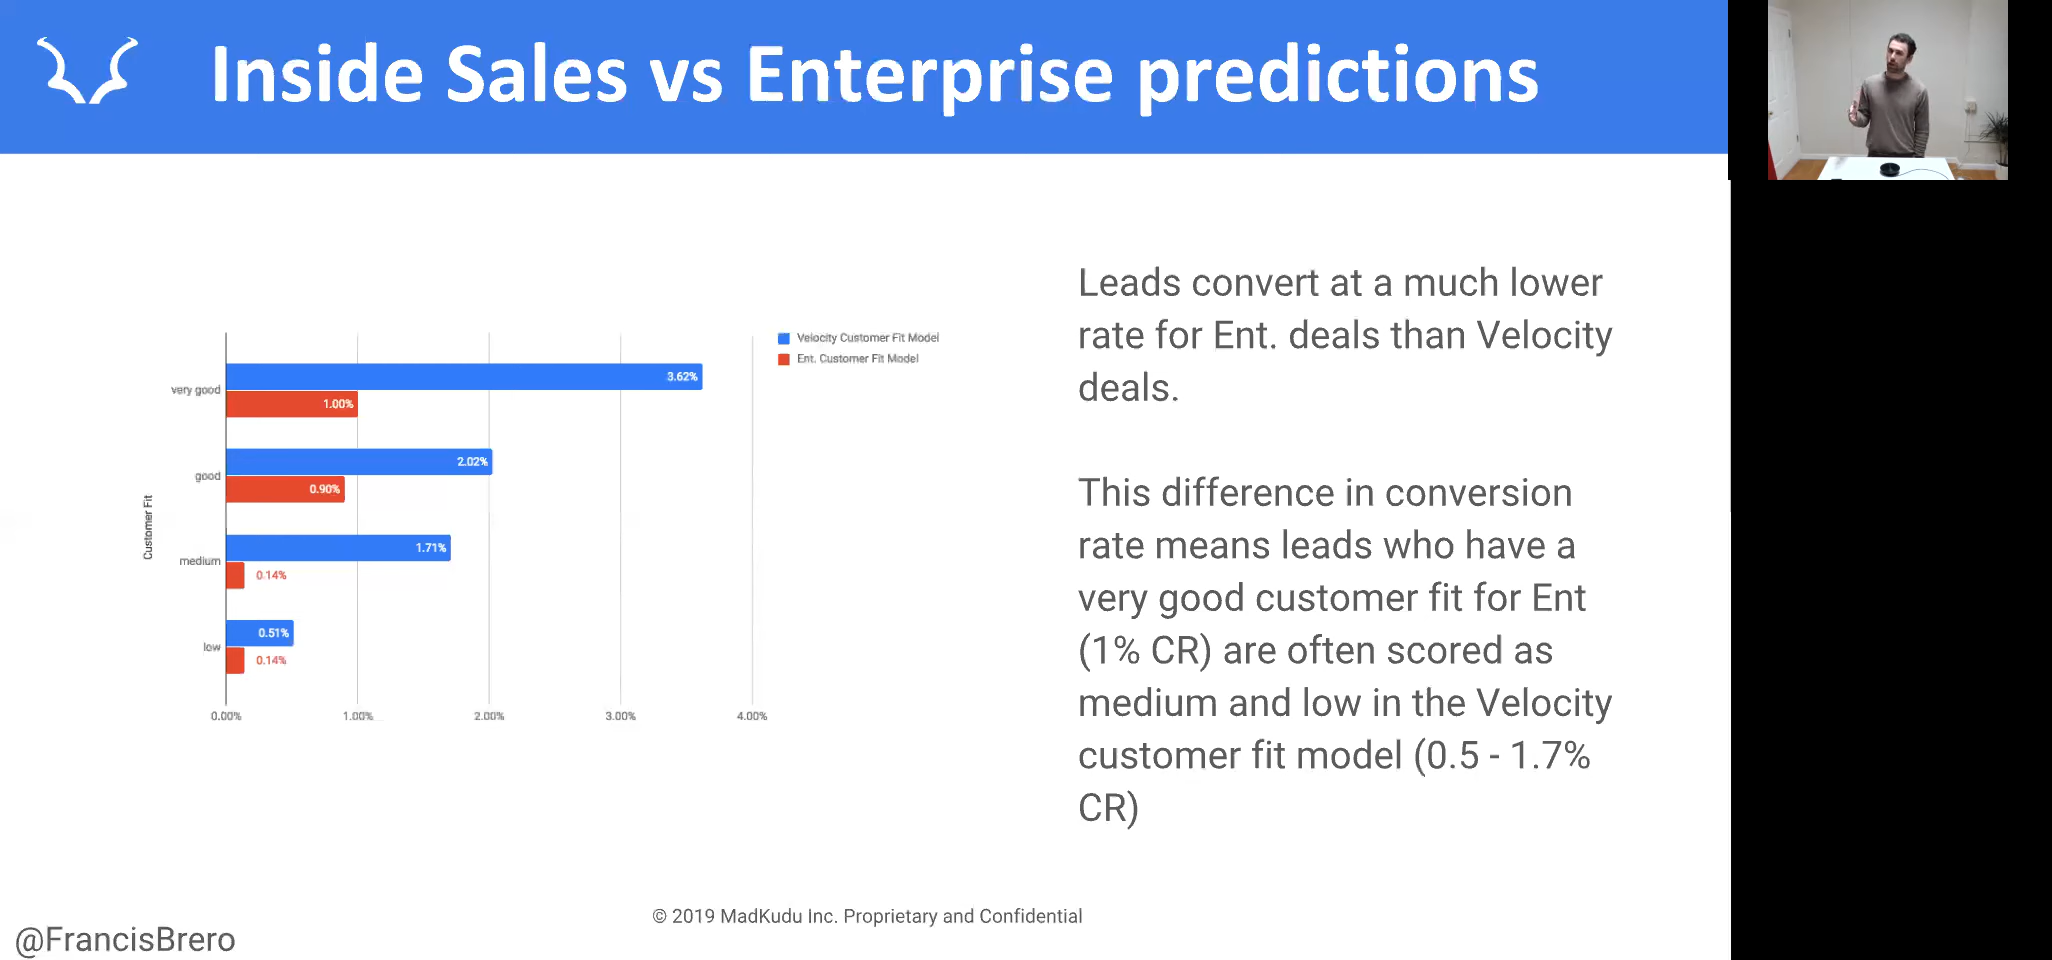 Inside Sales vs Enterprise predictions
Velocity Customer Fit Model
Ent. Customer Fit Model
Customer Fit
very good
3.62%
1.00%
good
2.02%
0.90%
medium
1.71%
0.14%
low
0.51%
0.14%
0.00%
1.00%
2.00%
3.00%
4.00%
Leads convert at a much lower
rate for Ent. deals than Velocity
deals.
This difference in conversion
rate means leads who have a
very good customer fit for Ent
(1% CR) are often scored as
medium and low in the Velocity
customer fit model (0.5 - 1.7%
CR)
© 2019 MadKudu Inc. Proprietary and Confidential
@FrancisBrero